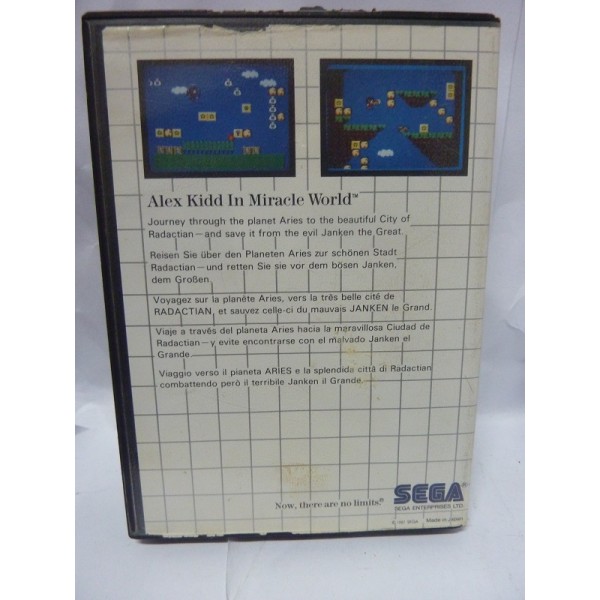 Alex Kidd In Miracle World™
Journey through the planet Aries to the beautiful City of
Radactian—and save it from the evil Janken the Great.
Reisen Sie über den Planeten Aries zur schönen Stadt
Radactian—und retten Sie sie vor dem bösen Janken,
dem Großen.
Voyagez sur la planète Aries, vers la très belle cité de
RADACTIAN, et sauvez celle-ci du mauvais JANKEN le Grand.
Viaje a través del planeta Aries hacia la maravillosa Ciudad de
Radactian—y evite encontrarse con el malvado Janken el
Grande.
Viaggio verso il pianeta ARIES e la splendida città di Radactian
combattendo però il terribile Janken il Grande.
Now, there are no limits.®
SEGA
SEGA ENTERPRISES LTD.
SEGA Made in Japan